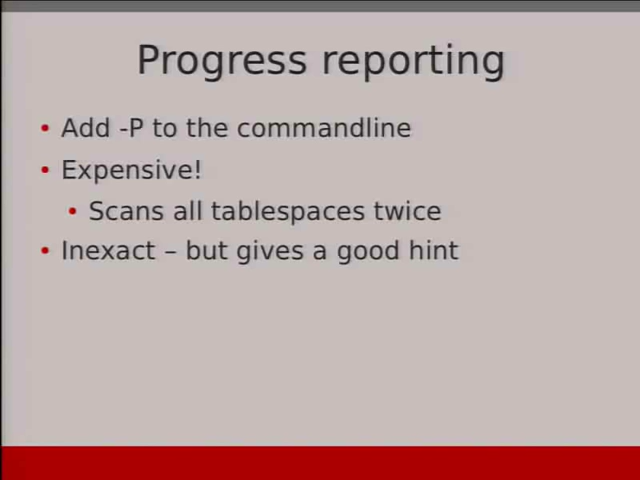 Progress reporting
• Add -P to the commandline
• Expensive!
• Scans all tablespaces twice
• Inexact – but gives a good hint